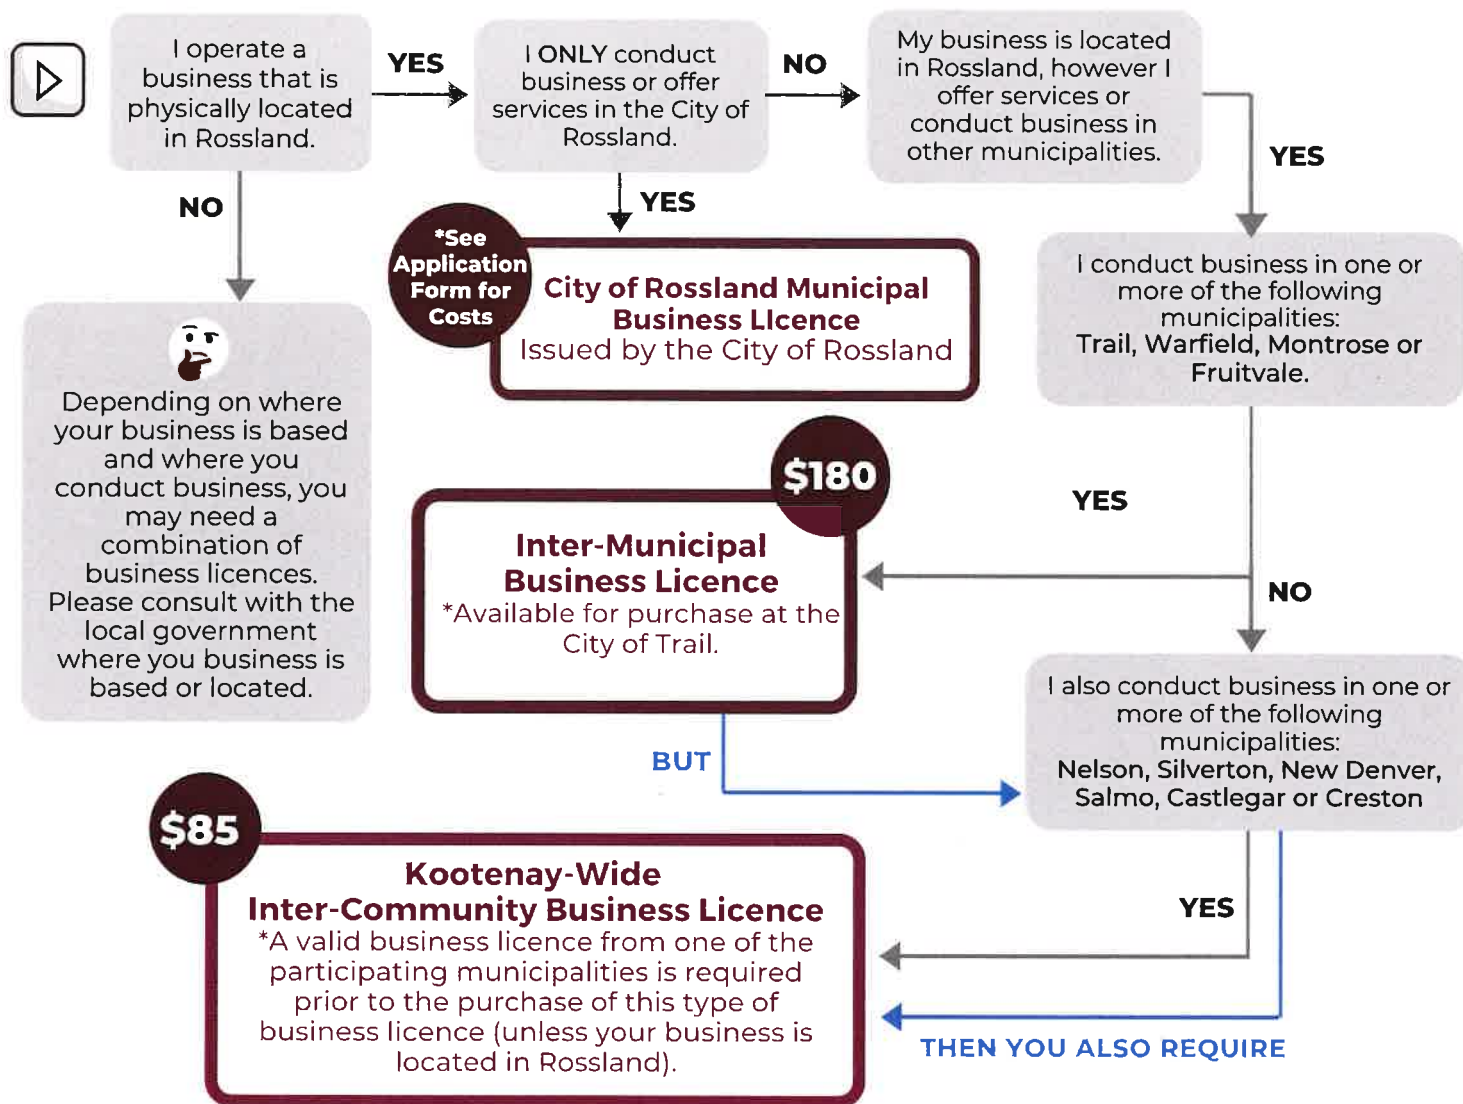 I operate a
business that is
physically located
in Rossland.
YES
I ONLY conduct
business or offer
services in the City of
Rossland.
NO
My business is located
in Rossland, however I
offer services or
conduct business in
other municipalities.
YES
NO
YES
*See
Application
Form for
Costs
City of Rossland Municipal
Business LIcence
Issued by the City of Rossland
I conduct business in one or
more of the following
municipalities:
Trail, Warfield, Montrose or
Fruitvale.
Depending on where
your business is based
and where you
conduct business, you
may need a
combination of
business licences.
Please consult with the
local government
where you business is
based or located.
$180
Inter-Municipal
Business Licence
*Available for purchase at the
City of Trail.
YES
NO
I also conduct business in one or
more of the following
municipalities:
Nelson, Silverton, New Denver,
Salmo, Castlegar or Creston
BUT
$85
Kootenay-Wide
Inter-Community Business Licence
*A valid business licence from one of the
participating municipalities is required
prior to the purchase of this type of
business licence (unless your business is
located in Rossland).
YES
THEN YOU ALSO REQUIRE